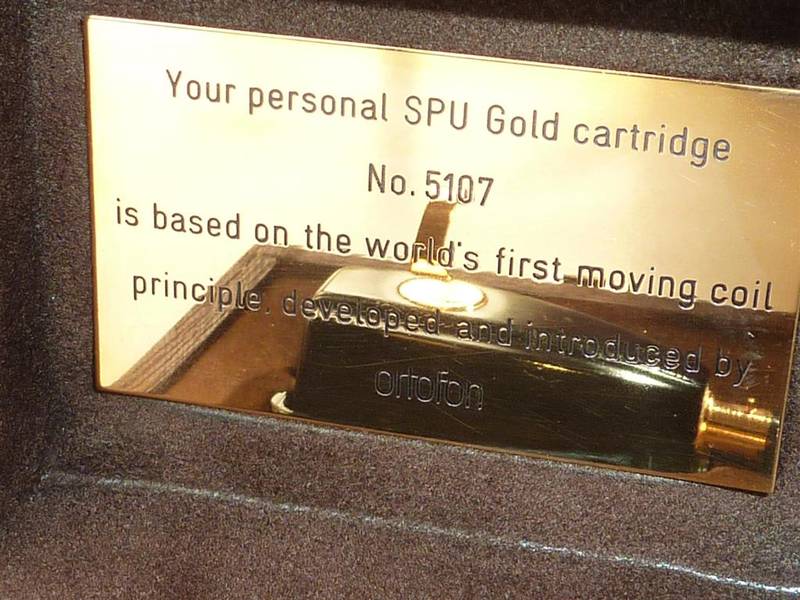 Your personal SPU Gold cartridge
No. 5107
is based on the world's first moving coil
principle. developed and introduced by
ortofon